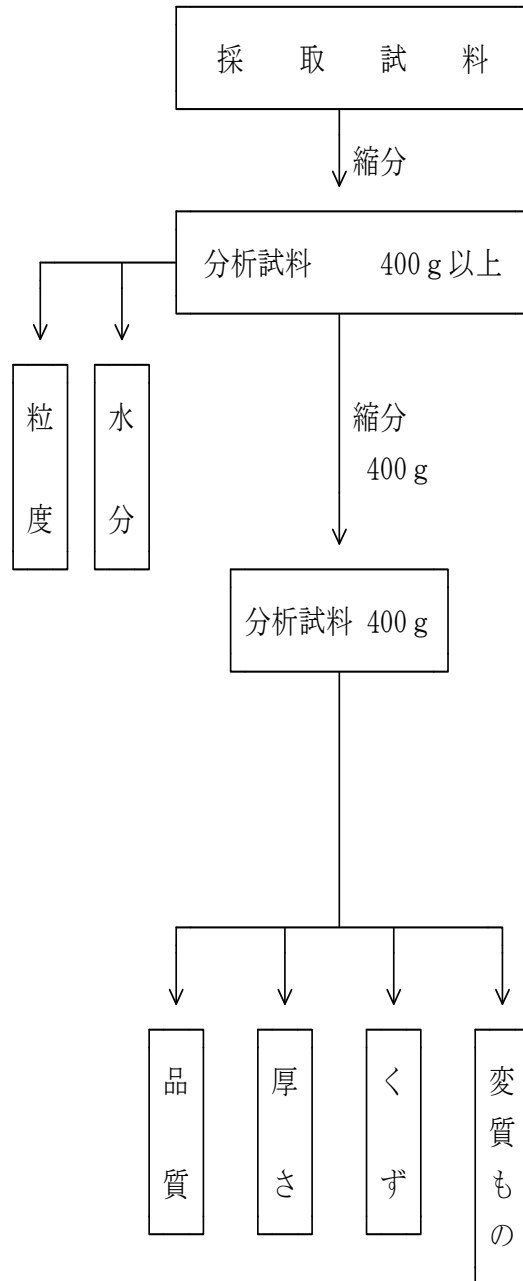 採取試料
縮分
分析試料 400ｇ以上
粒度
水分
縮分
400ｇ
分析試料 400ｇ
品質
厚さ
くず
変質もの